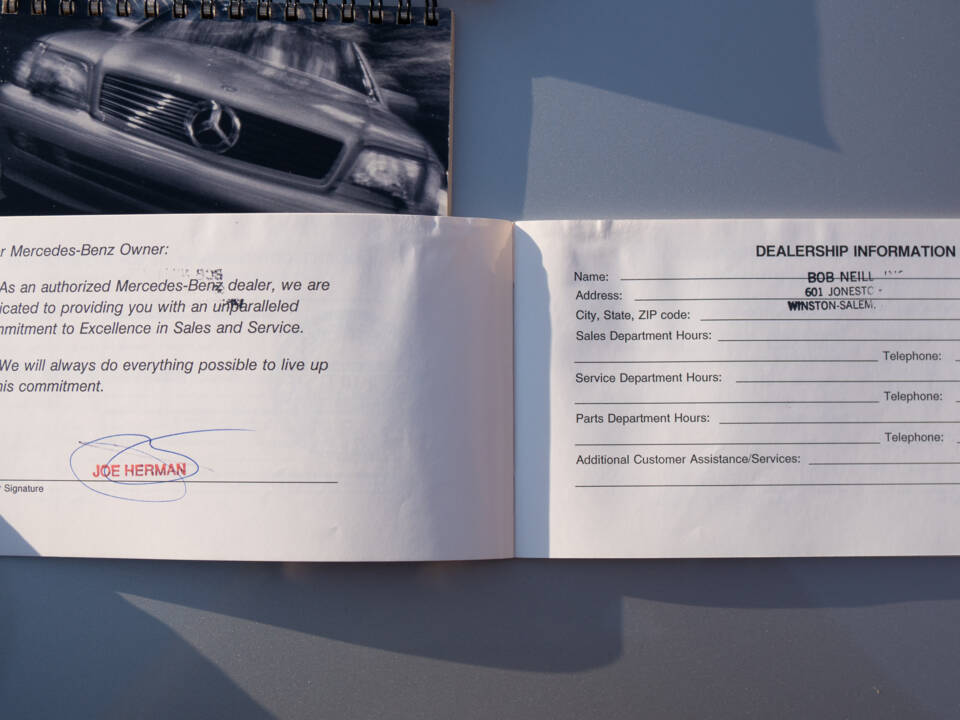 r Mercedes-Benz Owner:
As an authorized Mercedes-Benz dealer, we are
icated to providing you with an unparalleled
mmitment to Excellence in Sales and Service.
We will always do everything possible to live up
his commitment.
JOE HERMAN
Signature
DEALERSHIP INFORMATION
Name: BOB NEILL
Address: 601 JONESTO
City, State, ZIP code: WINSTON-SALEM,
Sales Department Hours:
Telephone:
Service Department Hours:
Telephone:
Parts Department Hours:
Telephone:
Additional Customer Assistance/Services: